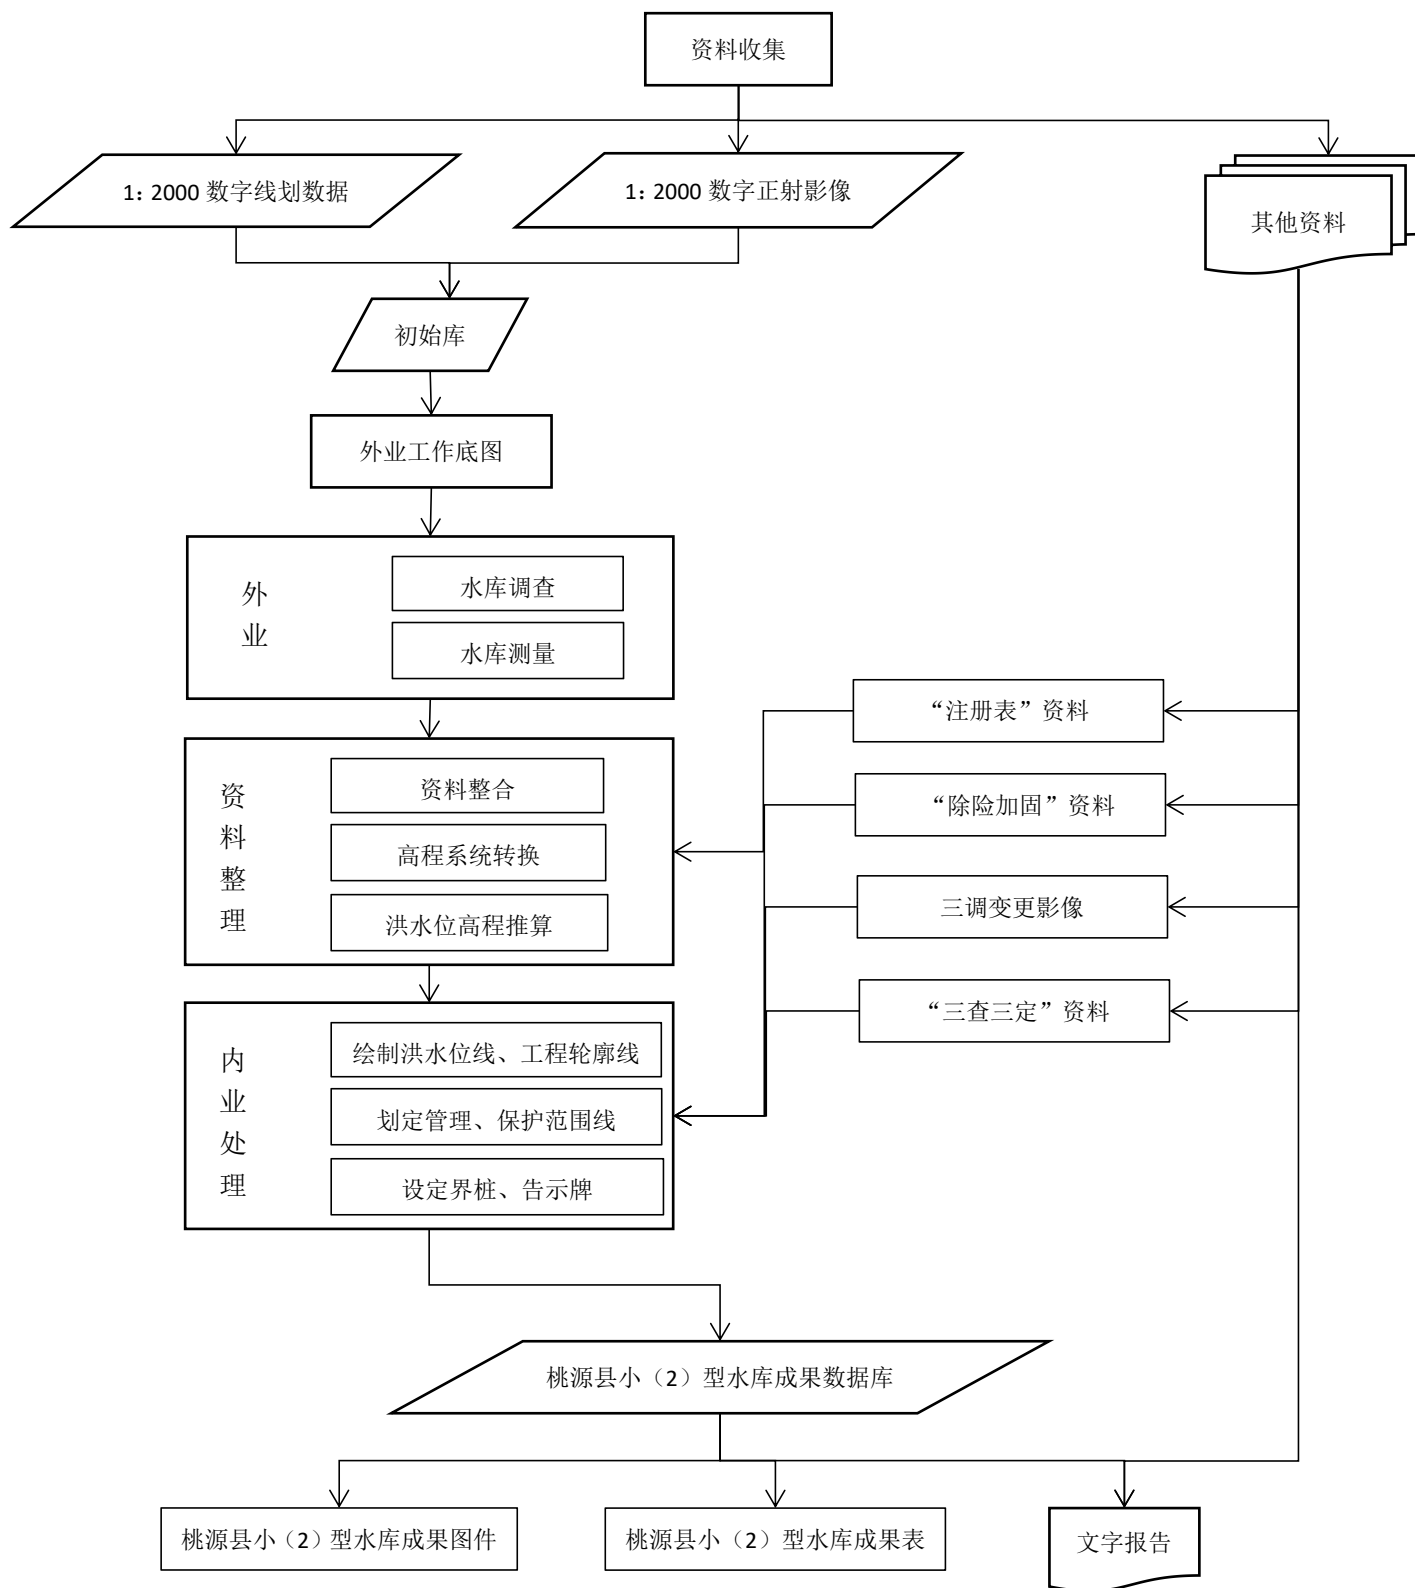 资料收集
1: 2000 数字线划数据
1: 2000 数字正射影像
其他资料
初始库
外业工作底图
外业
水库调查
水库测量
“注册表”资料
资料整理
资料整合
高程系统转换
洪水位高程推算
“除险加固”资料
三调变更影像
“三查三定”资料
内业处理
绘制洪水位线、工程轮廓线
划定管理、保护范围线
设定界桩、告示牌
桃源县小（2）型水库成果数据库
桃源县小（2）型水库成果图件
桃源县小（2）型水库成果表
文字报告